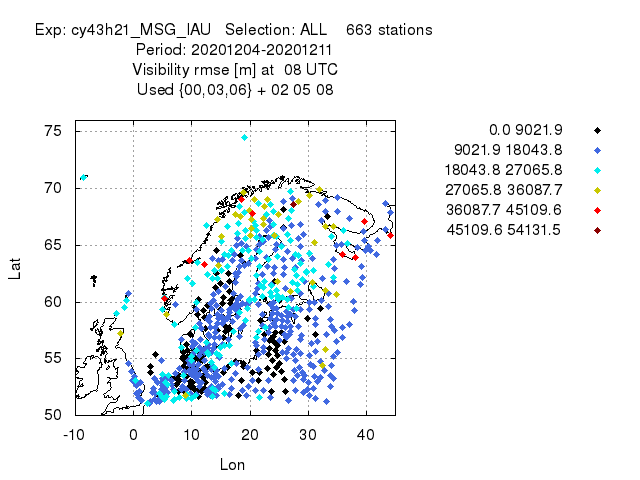 Exp: cy43h21_MSG_IAU   Selection: ALL    663 stations
Period: 20201204-20201211
Visibility rmse [m] at  08 UTC
Used {00,03,06} + 02 05 08
0.0 9021.9
9021.9 18043.8
18043.8 27065.8
27065.8 36087.7
36087.7 45109.6
45109.6 54131.5
75
70
65
60
55
50
Lat
-10 0 10 20 30 40
Lon